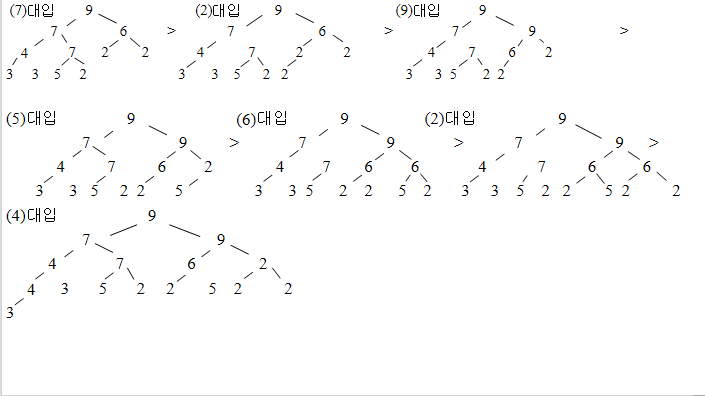 (7)대입 9 (2)대입 9 (9)대입 9
7 6 > 7 6 > 7 9 >
4 7 2 2 4 7 2 2 4 7 6 2
3 3 5 2 3 3 5 2 2 3 3 5 2 2
(5)대입 9 (6)대입 9 (2)대입 9
7 9 > 7 9 > 7 9 >
4 7 6 2 4 7 6 6 4 7 6 6
3 3 5 2 2 5 3 3 5 2 2 5 2 3 3 5 2 2 5 2 2
(4)대입 9
7 9
4 7 6 2
4 3 5 2 2 5 2 2
3